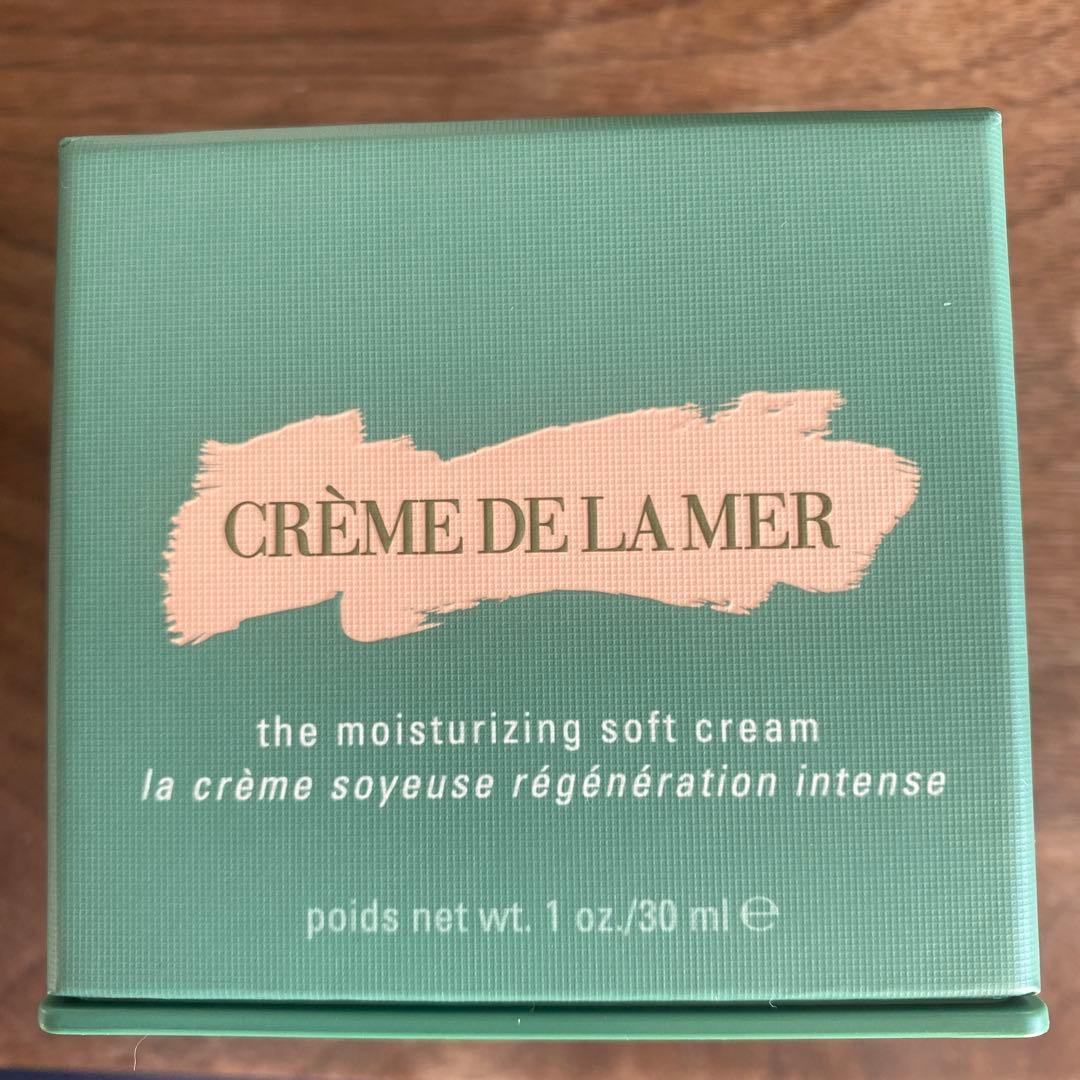 CRÈME DE LA MER
the moisturizing soft cream
la crème soyeuse régénération intense
poids net wt. 1 oz./30 ml ℮